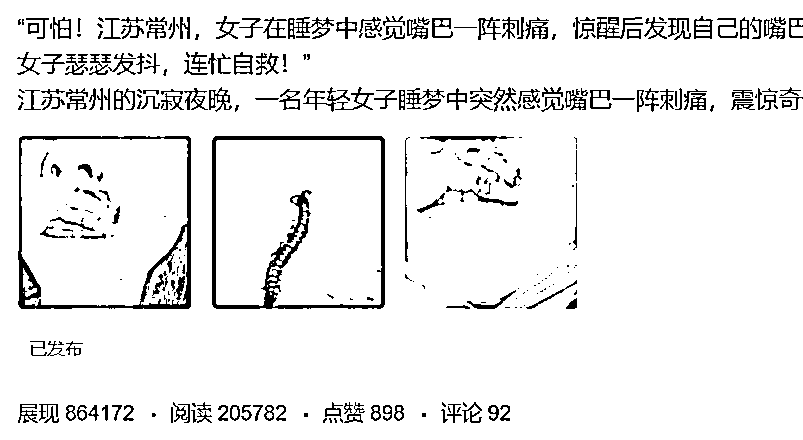 “可怕！江苏常州，女子在睡梦中感觉嘴巴一阵刺痛，惊醒后发现自己的嘴巴
女子瑟瑟发抖，连忙自救！”
江苏常州的沉寂夜晚，一名年轻女子睡梦中突然感觉嘴巴一阵刺痛，震惊奇
已发布
展现 864172 · 阅读 205782 · 点赞 898 · 评论 92